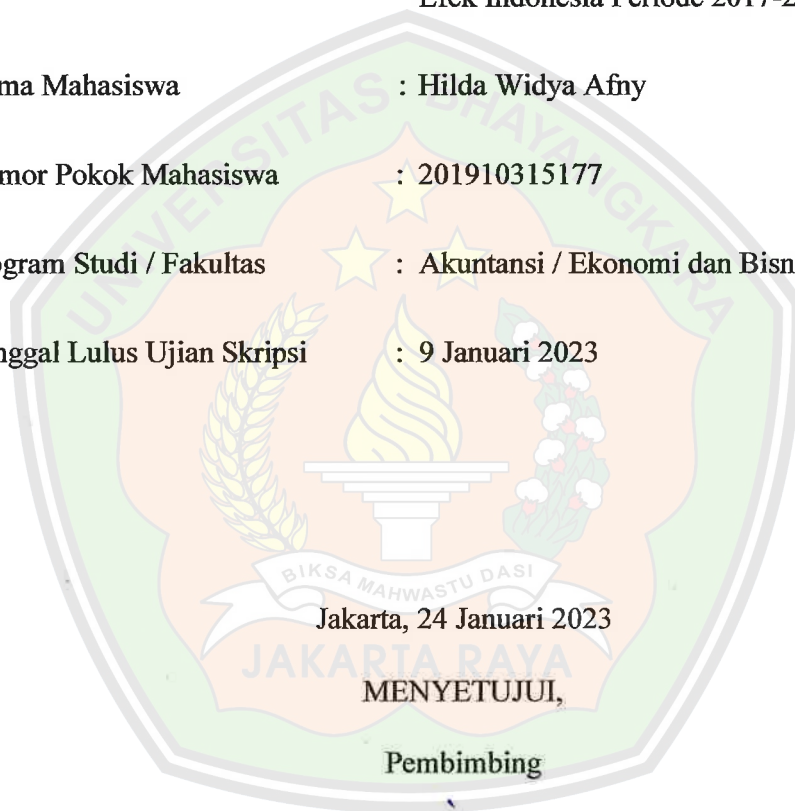 Indonesia Periode 2017-2
ma Mahasiswa : Hilda Widya Afny
mor Pokok Mahasiswa : 201910315177
ogram Studi / Fakultas : Akuntansi / Ekonomi dan Bisn
nggal Lulus Ujian Skripsi : 9 Januari 2023
UNIVERSITAS BHAYANGKARA
BIKSA MAHWASTU DASI
JAKARTA RAYA
Jakarta, 24 Januari 2023
MENYETUJUI,
Pembimbing